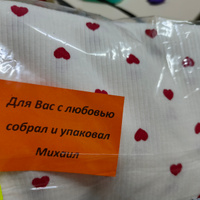 Для Вас с любовью
собрал и упаковал
Михаил